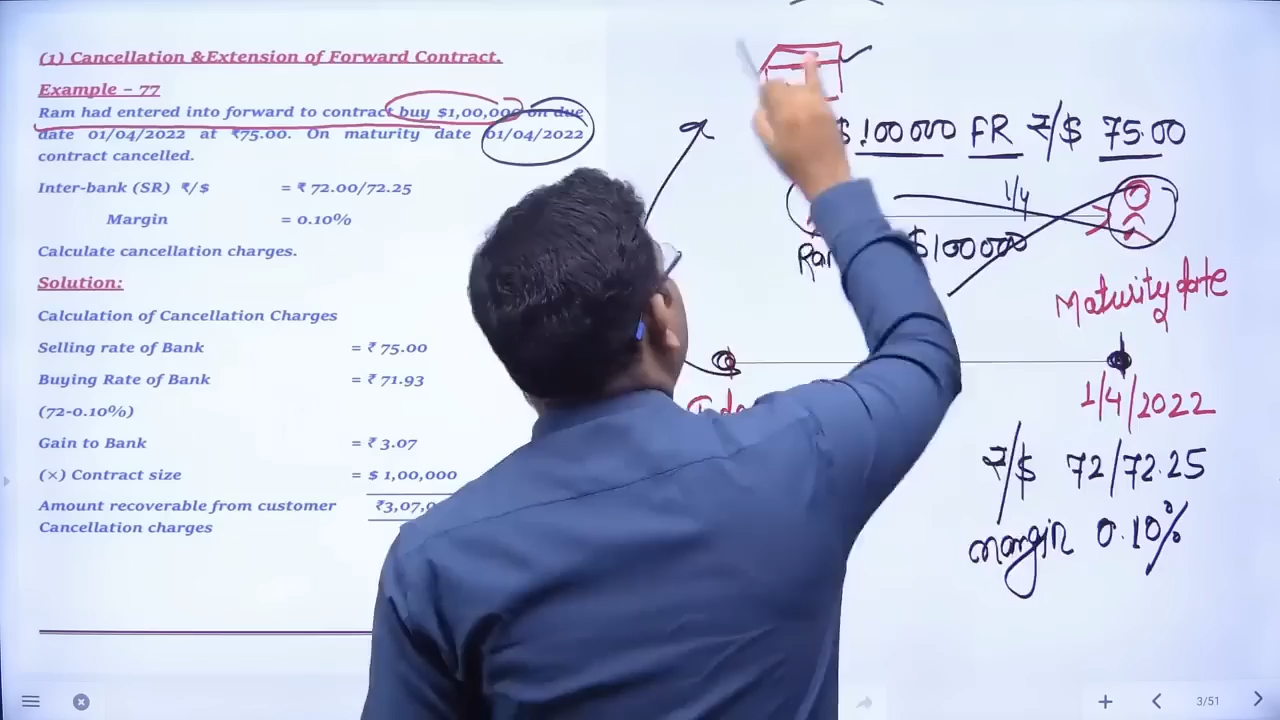 (1) Cancellation &Extension of Forward Contract.
Example – 77
Ram had entered into forward to contract buy $1,00,000 on due
date 01/04/2022 at ₹75.00. On maturity date 01/04/2022
contract cancelled.
Inter-bank (SR) ₹/$ = ₹ 72.00/72.25
Margin = 0.10%
Calculate cancellation charges.
Solution:
Calculation of Cancellation Charges
Selling rate of Bank = ₹ 75.00
Buying Rate of Bank = ₹ 71.93
(72-0.10%)
Gain to Bank = ₹ 3.07
(×) Contract size = $ 1,00,000
Amount recoverable from customer ₹3,07,0
Cancellation charges
$ 100000 FR ₹/$ 75.00
1/4
$100000
Maturity date
1/4/2022
₹/$ 72/72.25
margin 0.10%
3/51